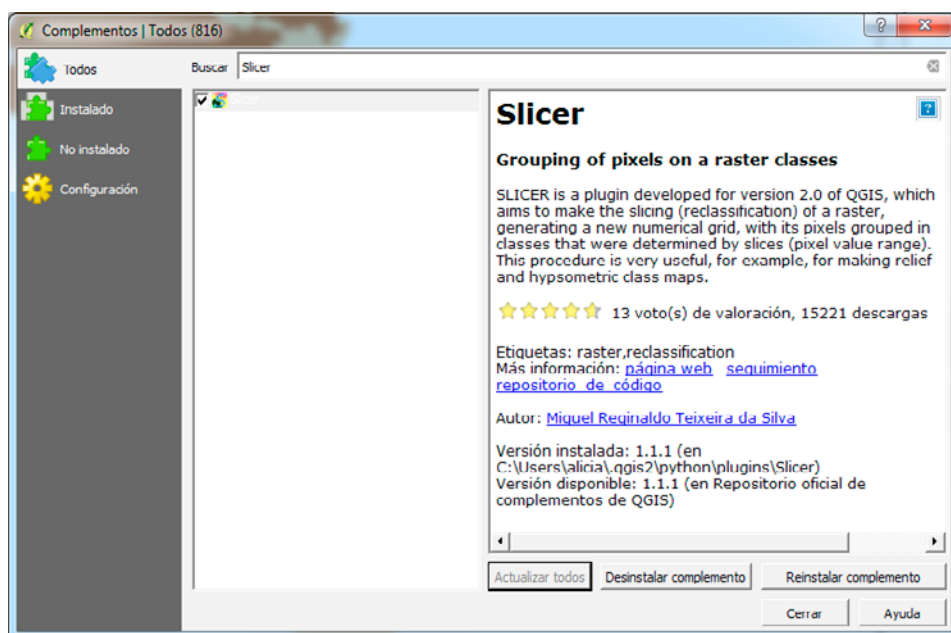 Complementos | Todos (816)
Todos
Instalado
No instalado
Configuración
Buscar Slicer
Slicer
Slicer
Grouping of pixels on a raster classes
SLICER is a plugin developed for version 2.0 of QGIS, which
aims to make the slicing (reclassification) of a raster,
generating a new numerical grid, with its pixels grouped in
classes that were determined by slices (pixel value range).
This procedure is very useful, for example, for making relief
and hypsometric class maps.
13 voto(s) de valoración, 15221 descargas
Etiquetas: raster,reclassification
Más información: página web seguimiento
repositorio de código
Autor: Miguel Reginaldo Teixeira da Silva
Versión instalada: 1.1.1 (en
C:\Users\alicia\.qgis2\python\plugins\Slicer)
Versión disponible: 1.1.1 (en Repositorio oficial de
complementos de QGIS)
Actualizar todos Desinstalar complemento Reinstalar complemento
Cerrar Ayuda